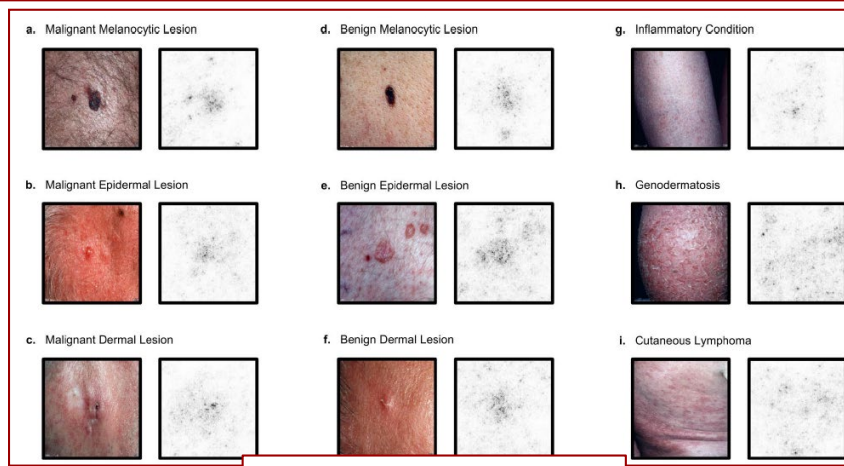 a. Malignant Melanocytic Lesion
d. Benign Melanocytic Lesion
g. Inflammatory Condition
b. Malignant Epidermal Lesion
e. Benign Epidermal Lesion
h. Genodermatosis
c. Malignant Dermal Lesion
f. Benign Dermal Lesion
i. Cutaneous Lymphoma